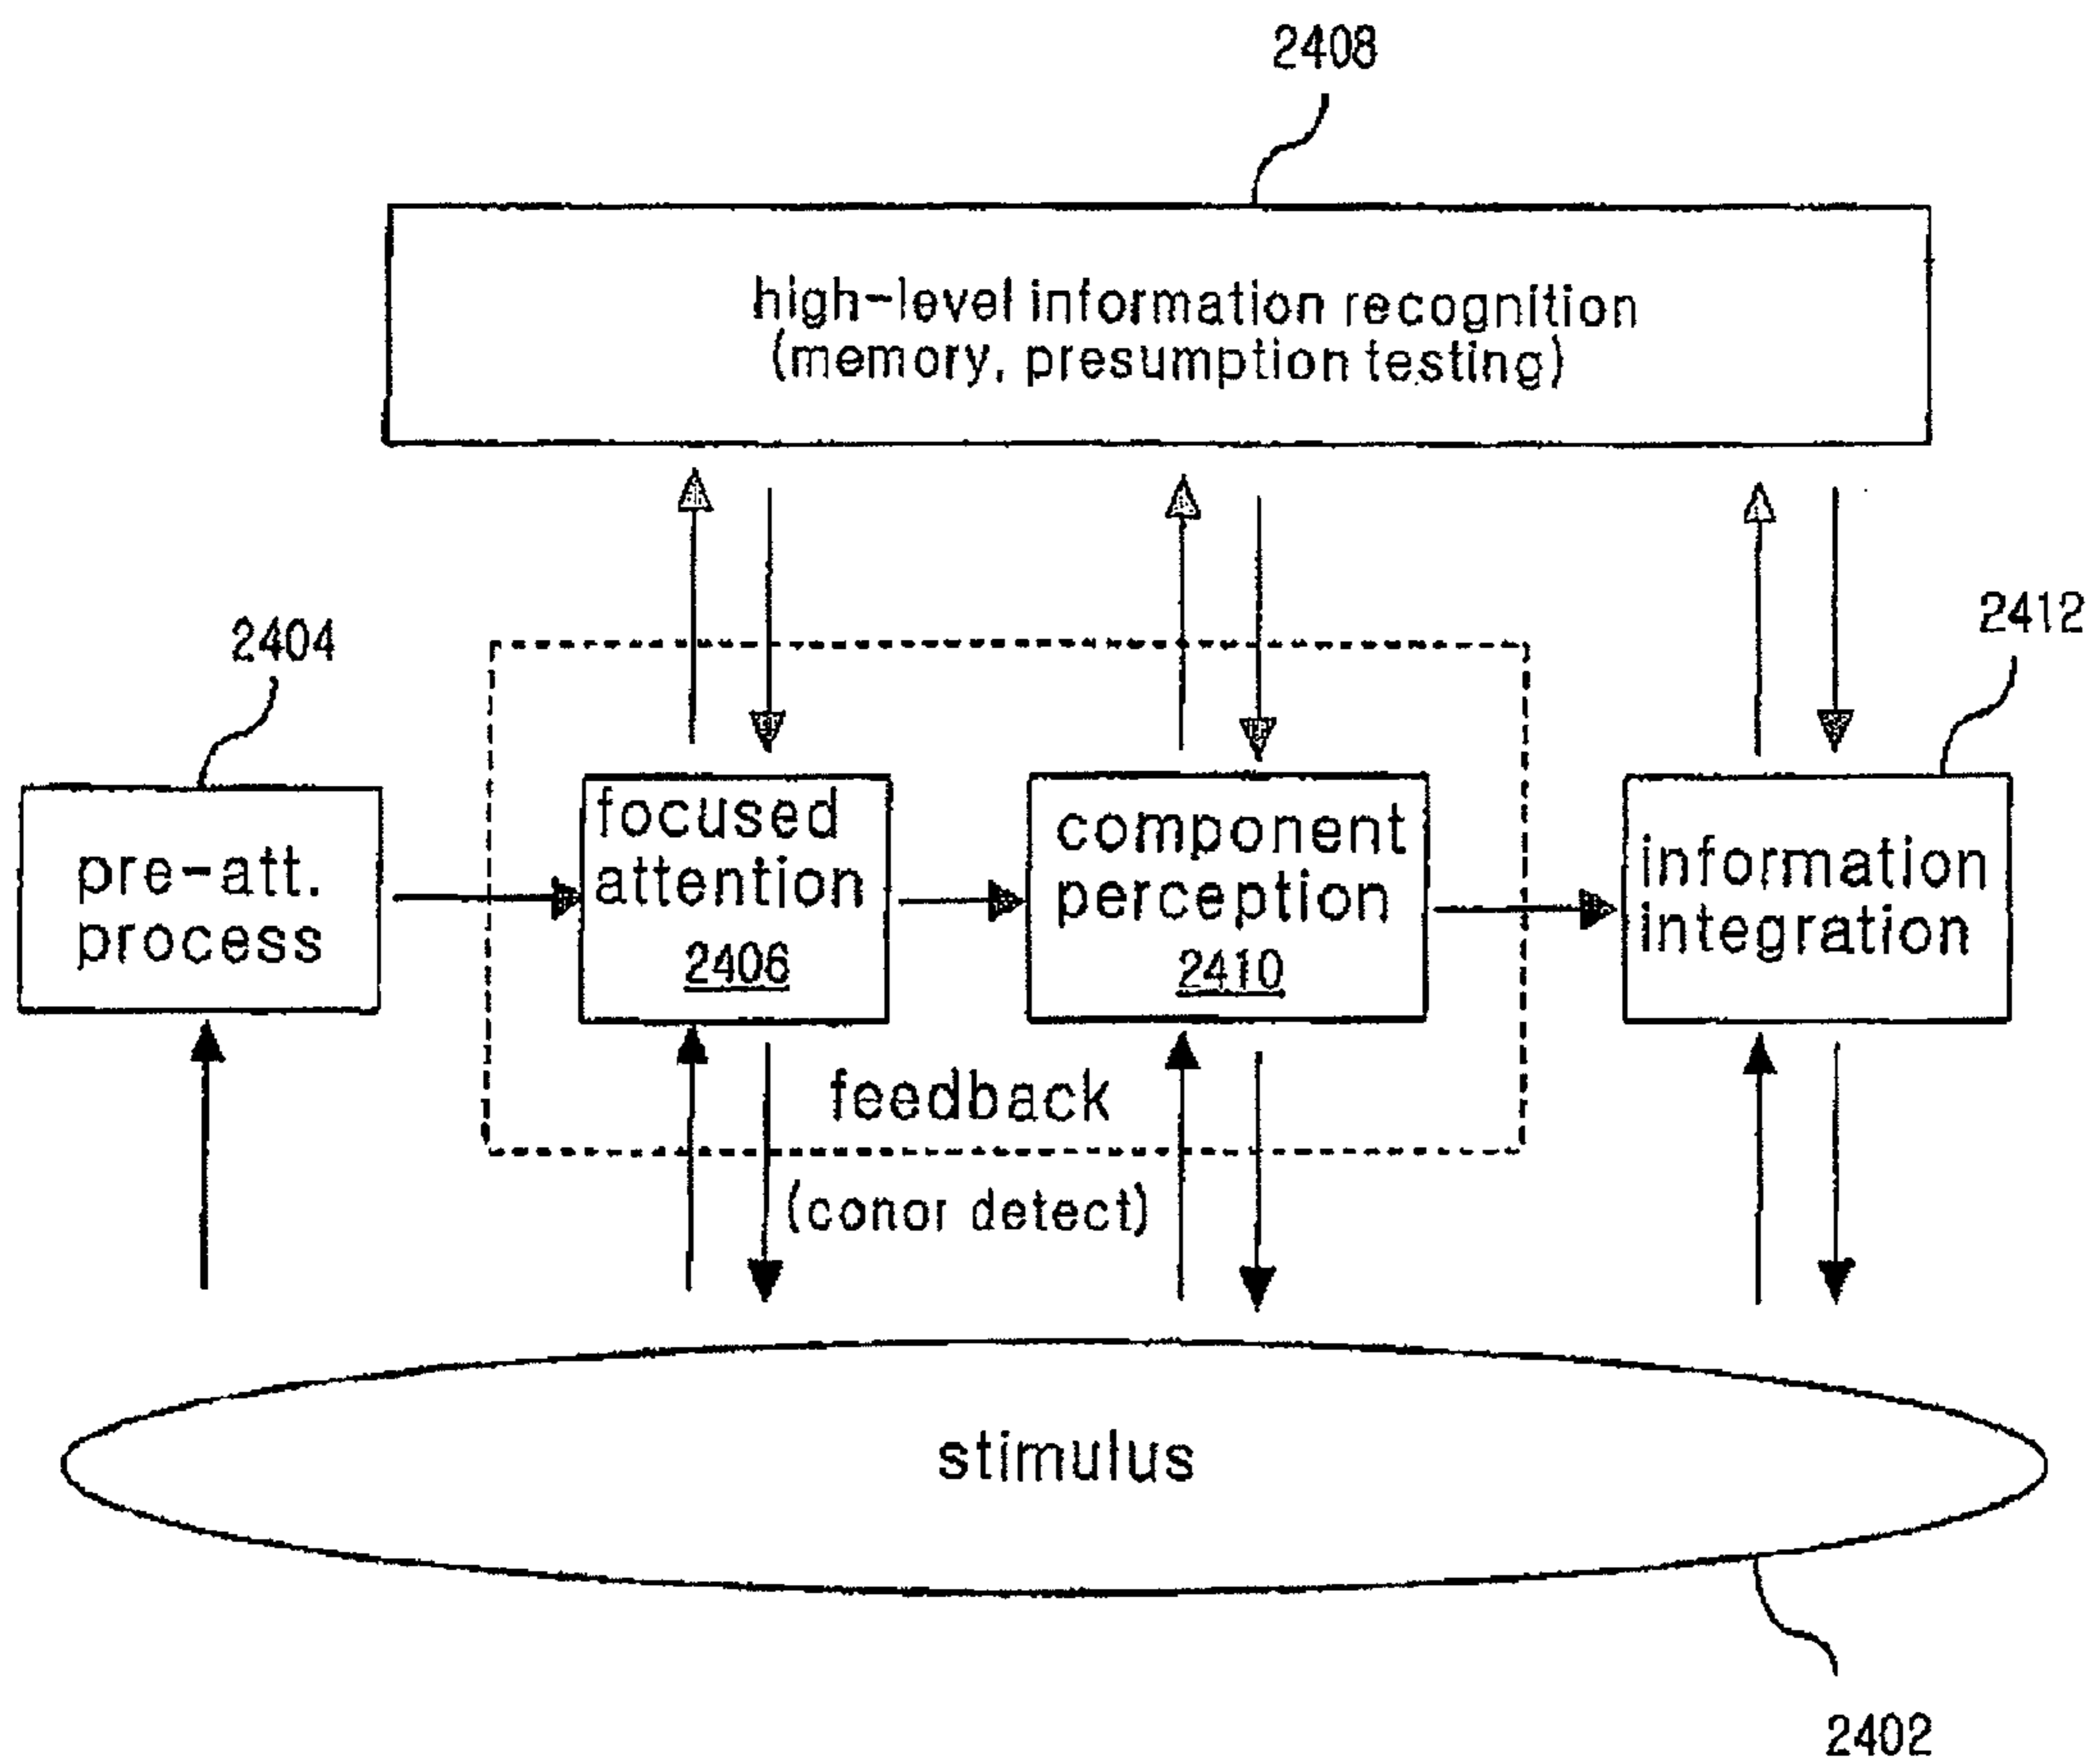 2408
high-level information recognition
(memory, presumption testing)
2404
2412
pre-att.
process
focused
attention
2406
component
perception
2410
information
integration
feedback
(conor detect)
stimulus
2402